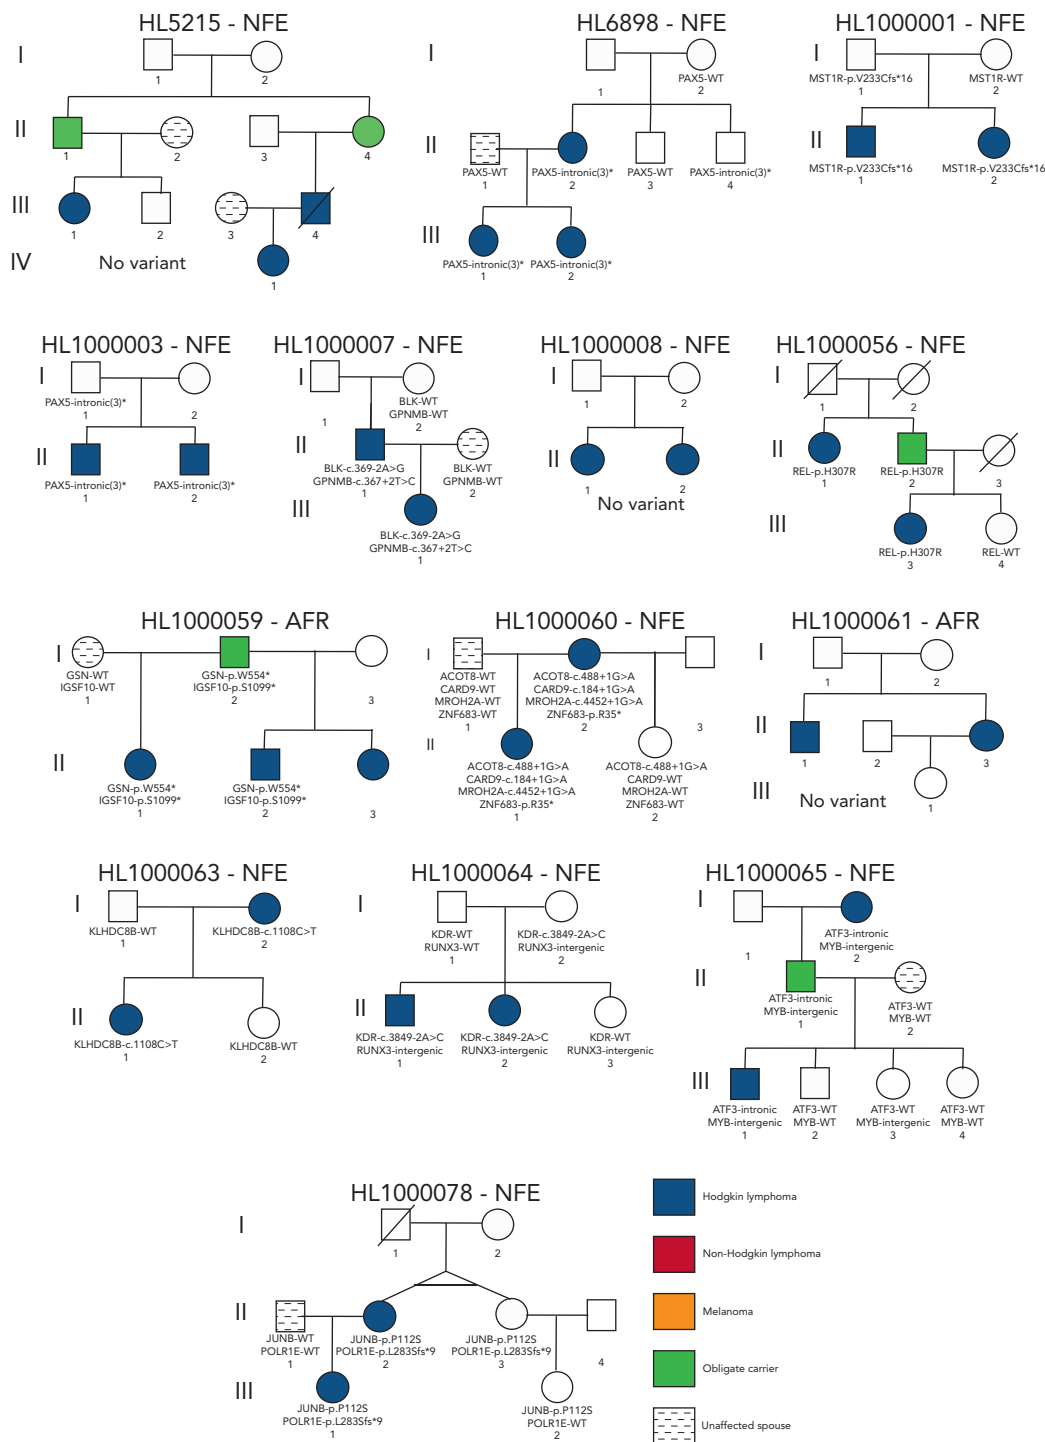 HL5215 - NFE
I
1
2
II
1
2
3
4
III
1
2
3
4
IV
No variant
1
HL6898 - NFE
I
1
PAX5-WT
2
II
PAX5-WT
1
PAX5-intronic(3)*
2
PAX5-WT
3
PAX5-intronic(3)*
4
III
PAX5-intronic(3)*
1
PAX5-intronic(3)*
2
HL1000001 - NFE
I
MST1R-p.V233Cfs*16
1
MST1R-WT
2
II
MST1R-p.V233Cfs*16
1
MST1R-p.V233Cfs*16
2
HL1000003 - NFE
I
PAX5-intronic(3)*
1
2
II
PAX5-intronic(3)*
1
PAX5-intronic(3)*
2
HL1000007 - NFE
I
1
BLK-WT
GPNMB-WT
2
II
BLK-c.369-2A>G
GPNMB-c.367+2T>C
1
BLK-WT
GPNMB-WT
2
III
BLK-c.369-2A>G
GPNMB-c.367+2T>C
1
HL1000008 - NFE
I
1
2
II
1
2
No variant
HL1000056 - NFE
I
1
2
II
REL-p.H307R
1
REL-p.H307R
2
3
III
REL-p.H307R
3
REL-WT
4
HL1000059 - AFR
I
GSN-WT
IGSF10-WT
1
GSN-p.W554*
IGSF10-p.S1099*
2
3
II
GSN-p.W554*
IGSF10-p.S1099*
1
GSN-p.W554*
IGSF10-p.S1099*
2
3
HL1000060 - NFE
I
ACOT8-WT
CARD9-WT
MROH2A-WT
ZNF683-WT
1
ACOT8-c.488+1G>A
CARD9-c.184+1G>A
MROH2A-c.4452+1G>A
ZNF683-p.R35*
2
3
II
ACOT8-c.488+1G>A
CARD9-c.184+1G>A
MROH2A-c.4452+1G>A
ZNF683-p.R35*
1
ACOT8-c.488+1G>A
CARD9-WT
MROH2A-WT
ZNF683-WT
2
HL1000061 - AFR
I
1
2
II
1
2
3
III
No variant
1
HL1000063 - NFE
I
KLHDC8B-WT
1
KLHDC8B-c.1108C>T
2
II
KLHDC8B-c.1108C>T
1
KLHDC8B-WT
2
HL1000064 - NFE
I
KDR-WT
RUNX3-WT
1
KDR-c.3849-2A>C
RUNX3-intergenic
2
II
KDR-c.3849-2A>C
RUNX3-intergenic
1
KDR-c.3849-2A>C
RUNX3-intergenic
2
KDR-WT
RUNX3-intergenic
3
HL1000065 - NFE
I
1
ATF3-intronic
MYB-intergenic
2
II
ATF3-intronic
MYB-intergenic
1
ATF3-WT
MYB-WT
2
III
ATF3-intronic
MYB-intergenic
1
ATF3-WT
MYB-WT
2
ATF3-WT
MYB-intergenic
3
ATF3-WT
MYB-WT
4
HL1000078 - NFE
I
1
2
II
JUNB-WT
POLR1E-WT
1
JUNB-p.P112S
POLR1E-p.L283Sfs*9
2
JUNB-p.P112S
POLR1E-p.L283Sfs*9
3
4
III
JUNB-p.P112S
POLR1E-p.L283Sfs*9
1
JUNB-p.P112S
POLR1E-WT
2
Hodgkin lymphoma
Non-Hodgkin lymphoma
Melanoma
Obligate carrier
Unaffected spouse